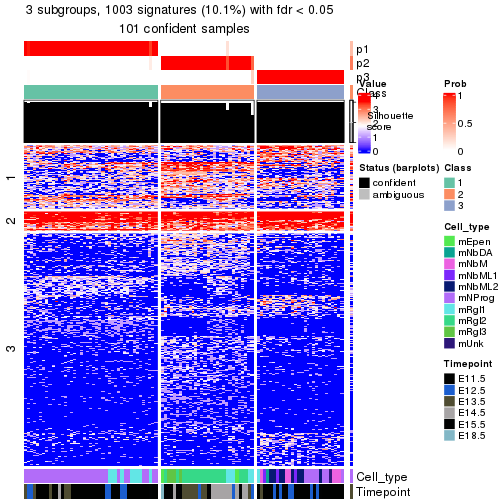 3 subgroups, 1003 signatures (10.1%) with fdr < 0.05
101 confident samples
p1
p2
p3
Class
Silhouette
score
1
2
3
Cell_type
Timepoint
Value
4
3
2
1
0
Status (barplots)
confident
ambiguous
Prob
1
0.5
0
Class
1
2
3
Cell_type
mEpen
mNbDA
mNbM
mNbML1
mNbML2
mNProg
mRgl1
mRgl2
mRgl3
mUnk
Timepoint
E11.5
E12.5
E13.5
E14.5
E15.5
E18.5